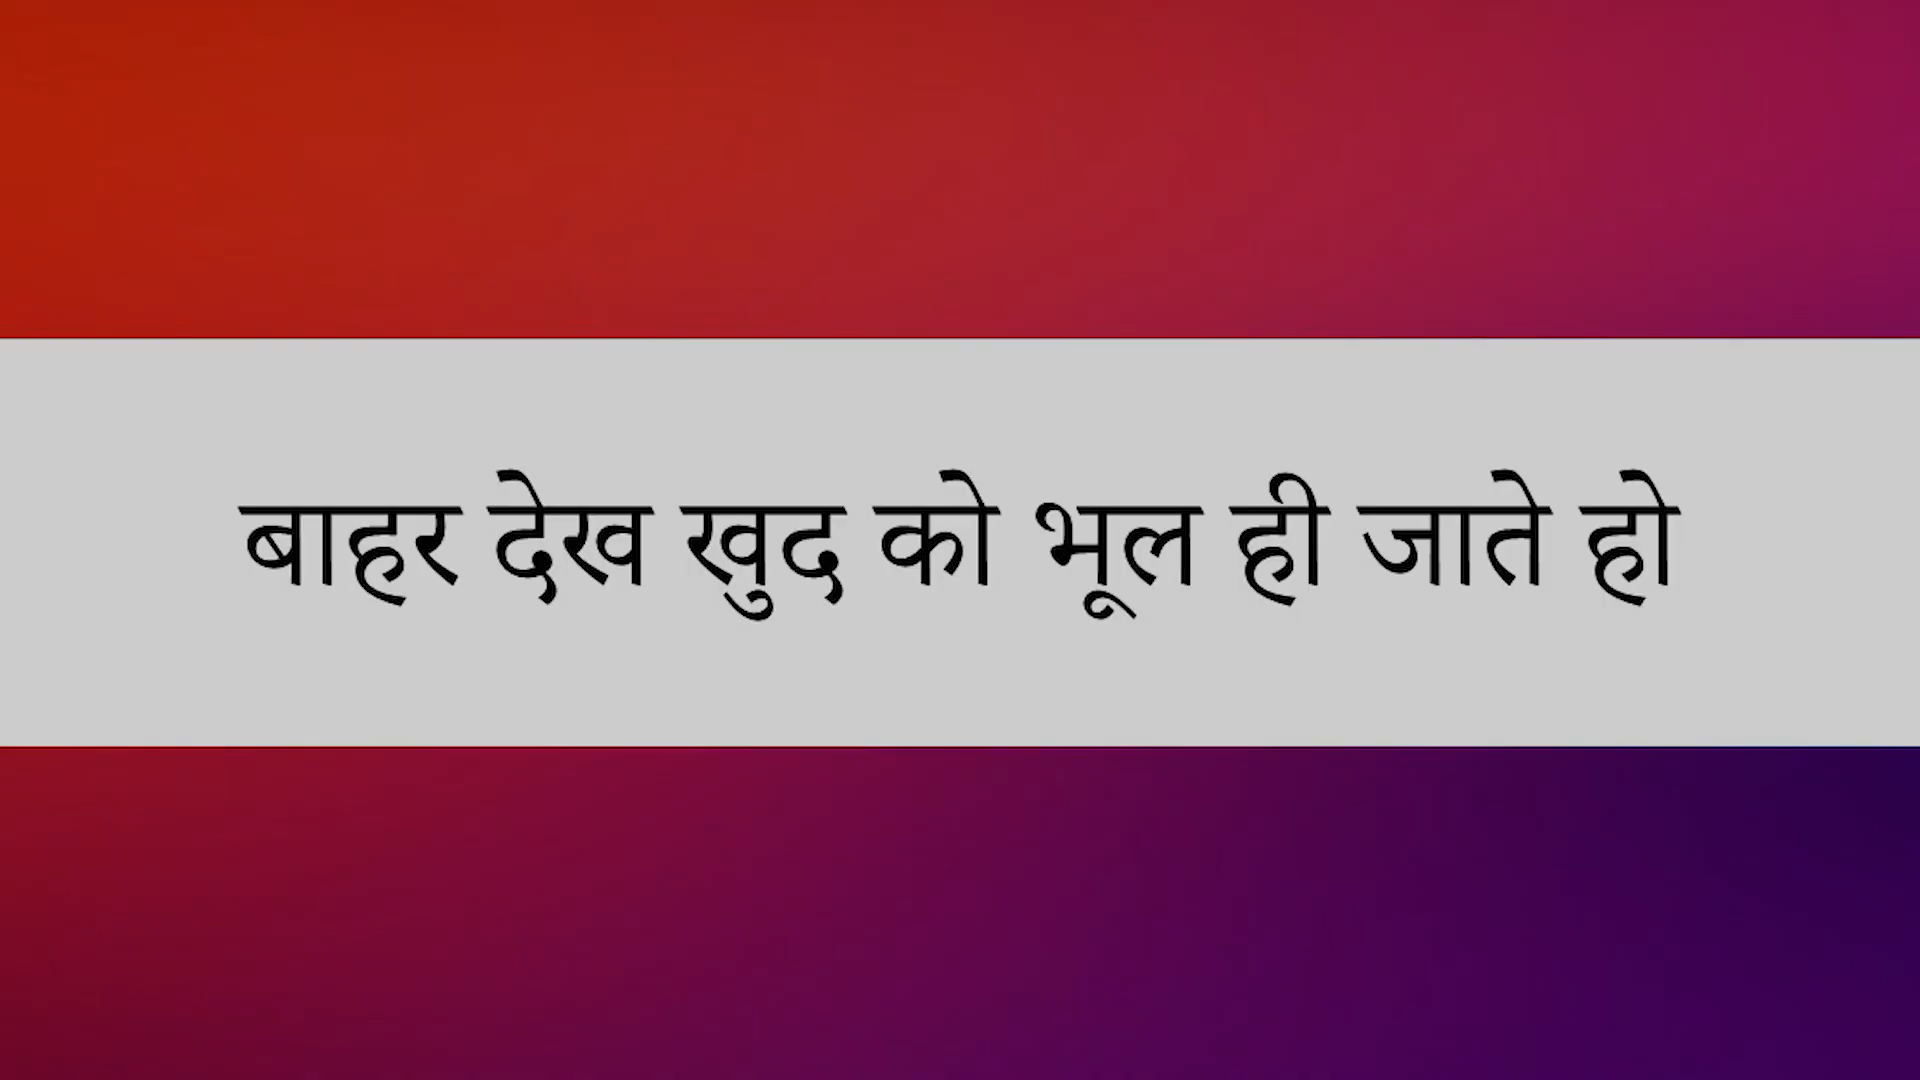 बाहर देख खुद को भूल ही जाते हो